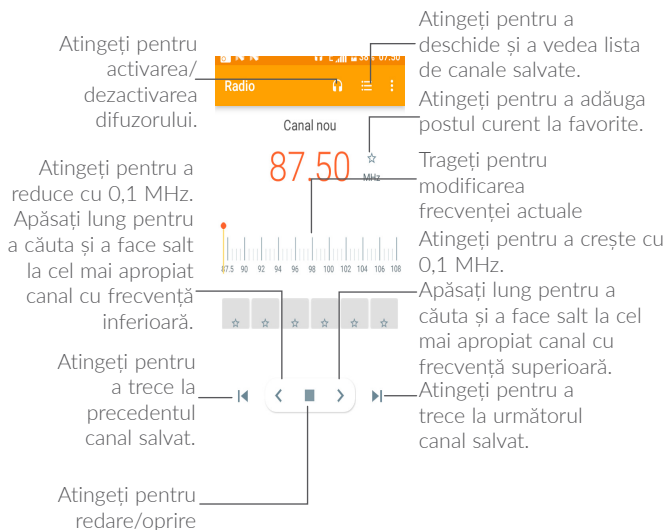 Atingeți pentru
activarea/
dezactivarea
difuzorului.
Atingeți pentru a
deschide și a vedea lista
de canale salvate.
Atingeți pentru a adăuga
postul curent la favorite.
38% 07:50
Radio
Canal nou
87.50 MHz
Atingeți pentru a
reduce cu 0,1 MHz.
Apăsați lung pentru
a căuta și a face salt
la cel mai apropiat
canal cu frecvență
inferioară.
Trageți pentru
modificarea
frecvenței actuale
Atingeți pentru a crește cu
0,1 MHz.
Apăsați lung pentru a
căuta și a face salt la cel
mai apropiat canal cu
frecvență superioară.
87.5 90 92 94 96 98 100 102 104 106 108
Atingeți pentru
a trece la
precedentul
canal salvat.
Atingeți pentru a
trece la următorul
canal salvat.
Atingeți pentru
redare/oprire